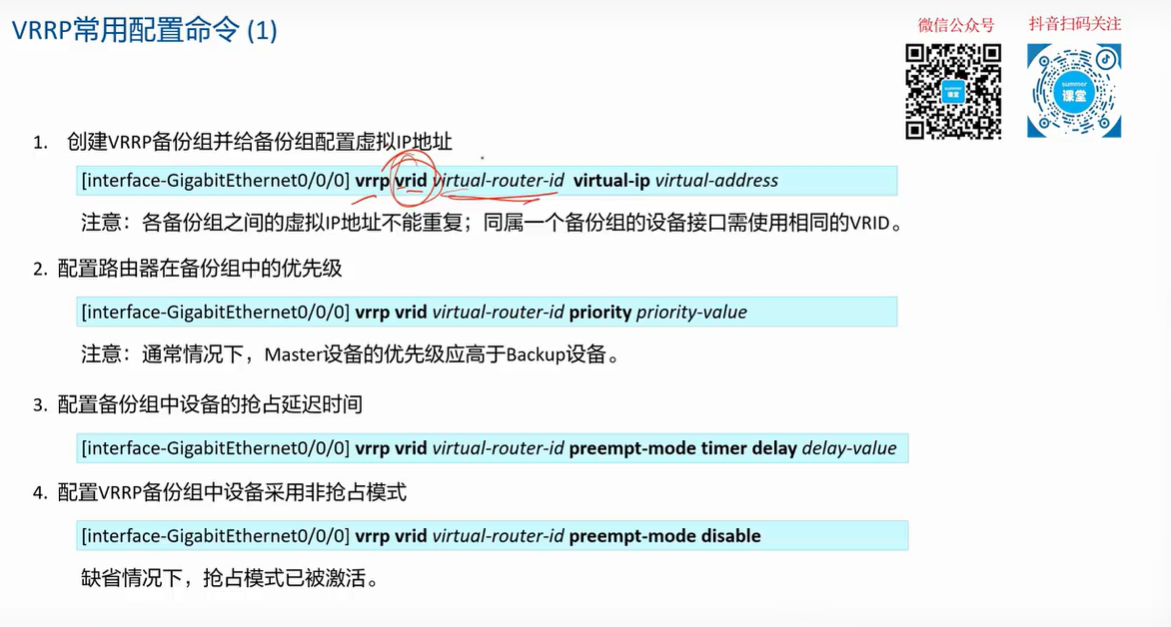 VRRP常用配置命令 (1)
微信公众号
抖音扫码关注
summer
课堂
summer
课堂
1. 创建VRRP备份组并给备份组配置虚拟IP地址
[interface-GigabitEthernet0/0/0] vrrp vrid virtual-router-id virtual-ip virtual-address
注意：各备份组之间的虚拟IP地址不能重复；同属一个备份组的设备接口需使用相同的VRID。
2. 配置路由器在备份组中的优先级
[interface-GigabitEthernet0/0/0] vrrp vrid virtual-router-id priority priority-value
注意：通常情况下，Master设备的优先级应高于Backup设备。
3. 配置备份组中设备的抢占延迟时间
[interface-GigabitEthernet0/0/0] vrrp vrid virtual-router-id preempt-mode timer delay delay-value
4. 配置VRRP备份组中设备采用非抢占模式
[interface-GigabitEthernet0/0/0] vrrp vrid virtual-router-id preempt-mode disable
缺省情况下，抢占模式已被激活。